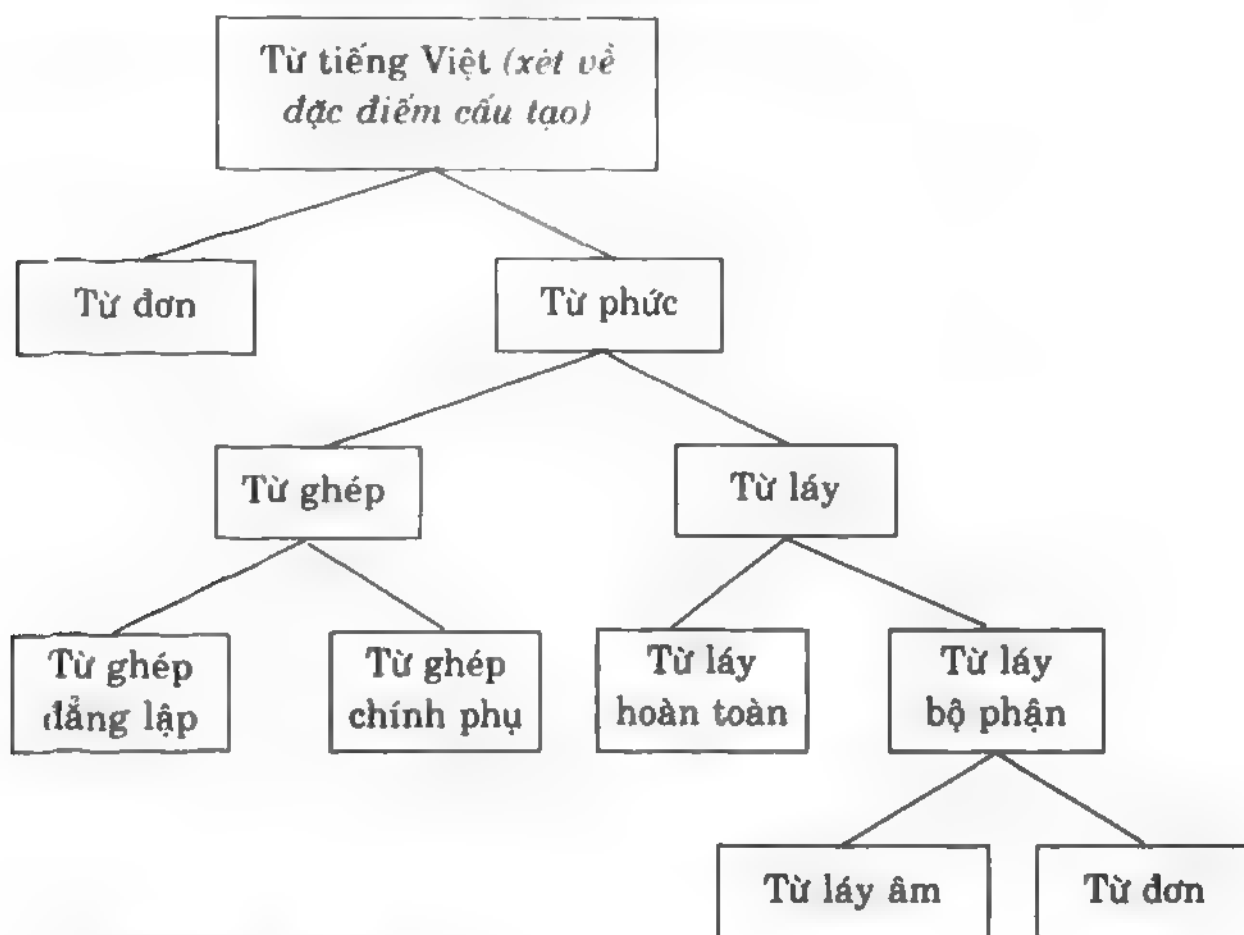 Từ tiếng Việt (xét về
đặc điểm cấu tạo)
Từ đơn
Từ phức
Từ ghép
Từ láy
Từ ghép
đẳng lập
Từ ghép
chính phụ
Từ láy
hoàn toàn
Từ láy
bộ phận
Từ láy âm
Từ đơn